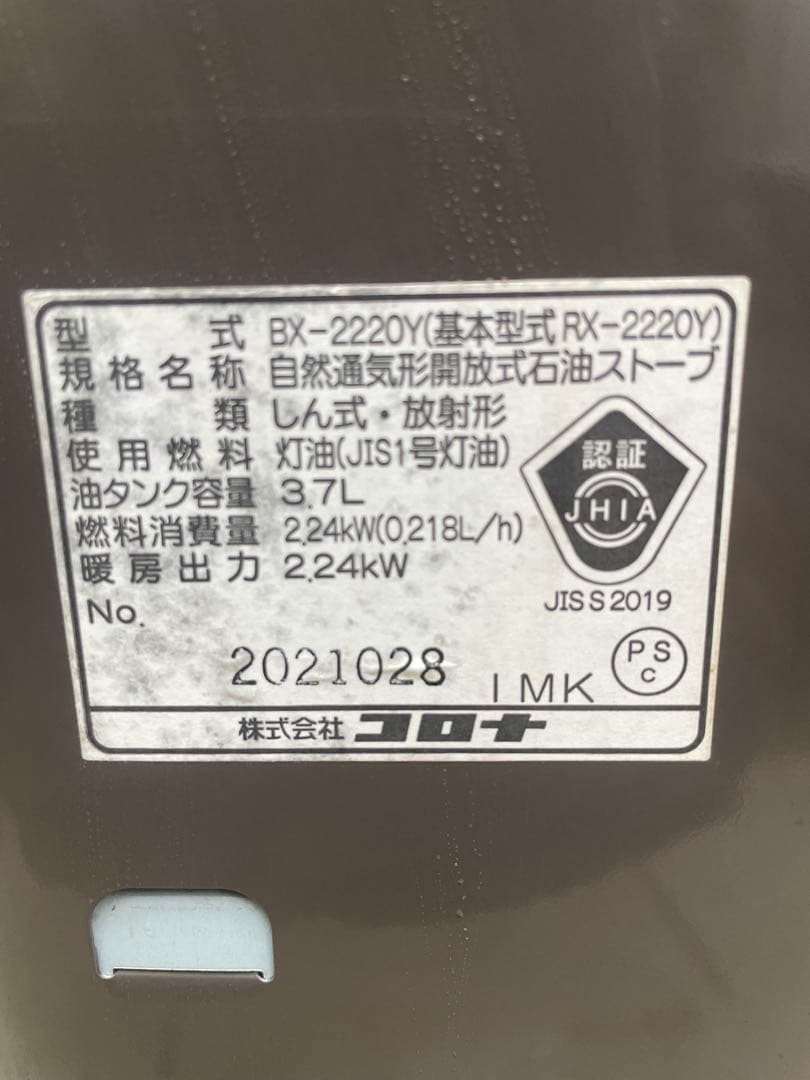 型式 BX-2220Y(基本型式 RX-2220Y)
規格名称 自然通気形開放式石油ストーブ
種類 しん式・放射形
使用燃料 灯油(JIS1号灯油)
油タンク容量 3.7L
燃料消費量 2.24kW(0.218L/h)
暖房出力 2.24kW
認証
JHIA
JIS S 2019
No.
2021028
IMK
PS
C
株式会社 コロナ